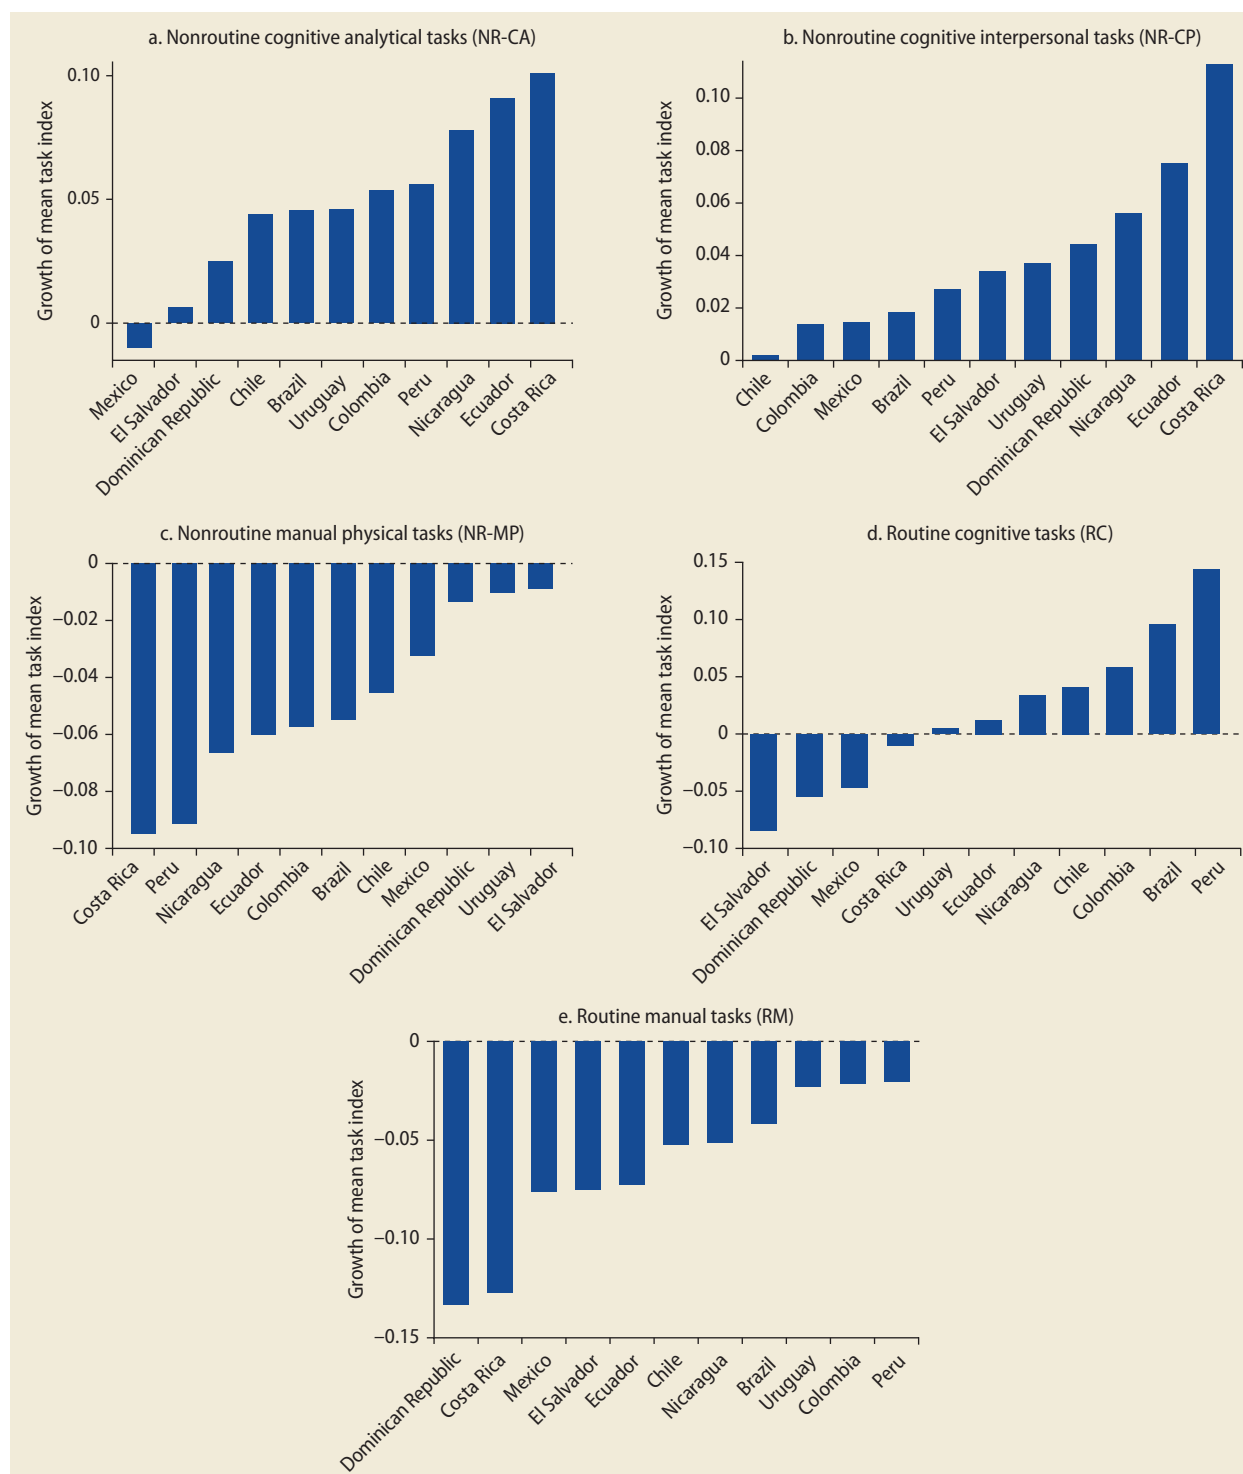 a. Nonroutine cognitive analytical tasks (NR-CA)
Growth of mean task index
0.10
0.05
0
Mexico
El Salvador
Dominican Republic
Chile
Brazil
Uruguay
Colombia
Peru
Nicaragua
Ecuador
Costa Rica
b. Nonroutine cognitive interpersonal tasks (NR-CP)
Growth of mean task index
0.10
0.08
0.06
0.04
0.02
0
Chile
Colombia
Mexico
Brazil
Peru
El Salvador
Uruguay
Dominican Republic
Nicaragua
Ecuador
Costa Rica
c. Nonroutine manual physical tasks (NR-MP)
Growth of mean task index
0
−0.02
−0.04
−0.06
−0.08
−0.10
Costa Rica
Peru
Nicaragua
Ecuador
Colombia
Brazil
Chile
Mexico
Dominican Republic
Uruguay
El Salvador
d. Routine cognitive tasks (RC)
Growth of mean task index
0.15
0.10
0.05
0
−0.05
−0.10
El Salvador
Dominican Republic
Mexico
Costa Rica
Uruguay
Ecuador
Nicaragua
Chile
Colombia
Brazil
Peru
e. Routine manual tasks (RM)
Growth of mean task index
0
−0.05
−0.10
−0.15
Dominican Republic
Costa Rica
Mexico
El Salvador
Ecuador
Chile
Nicaragua
Brazil
Uruguay
Colombia
Peru